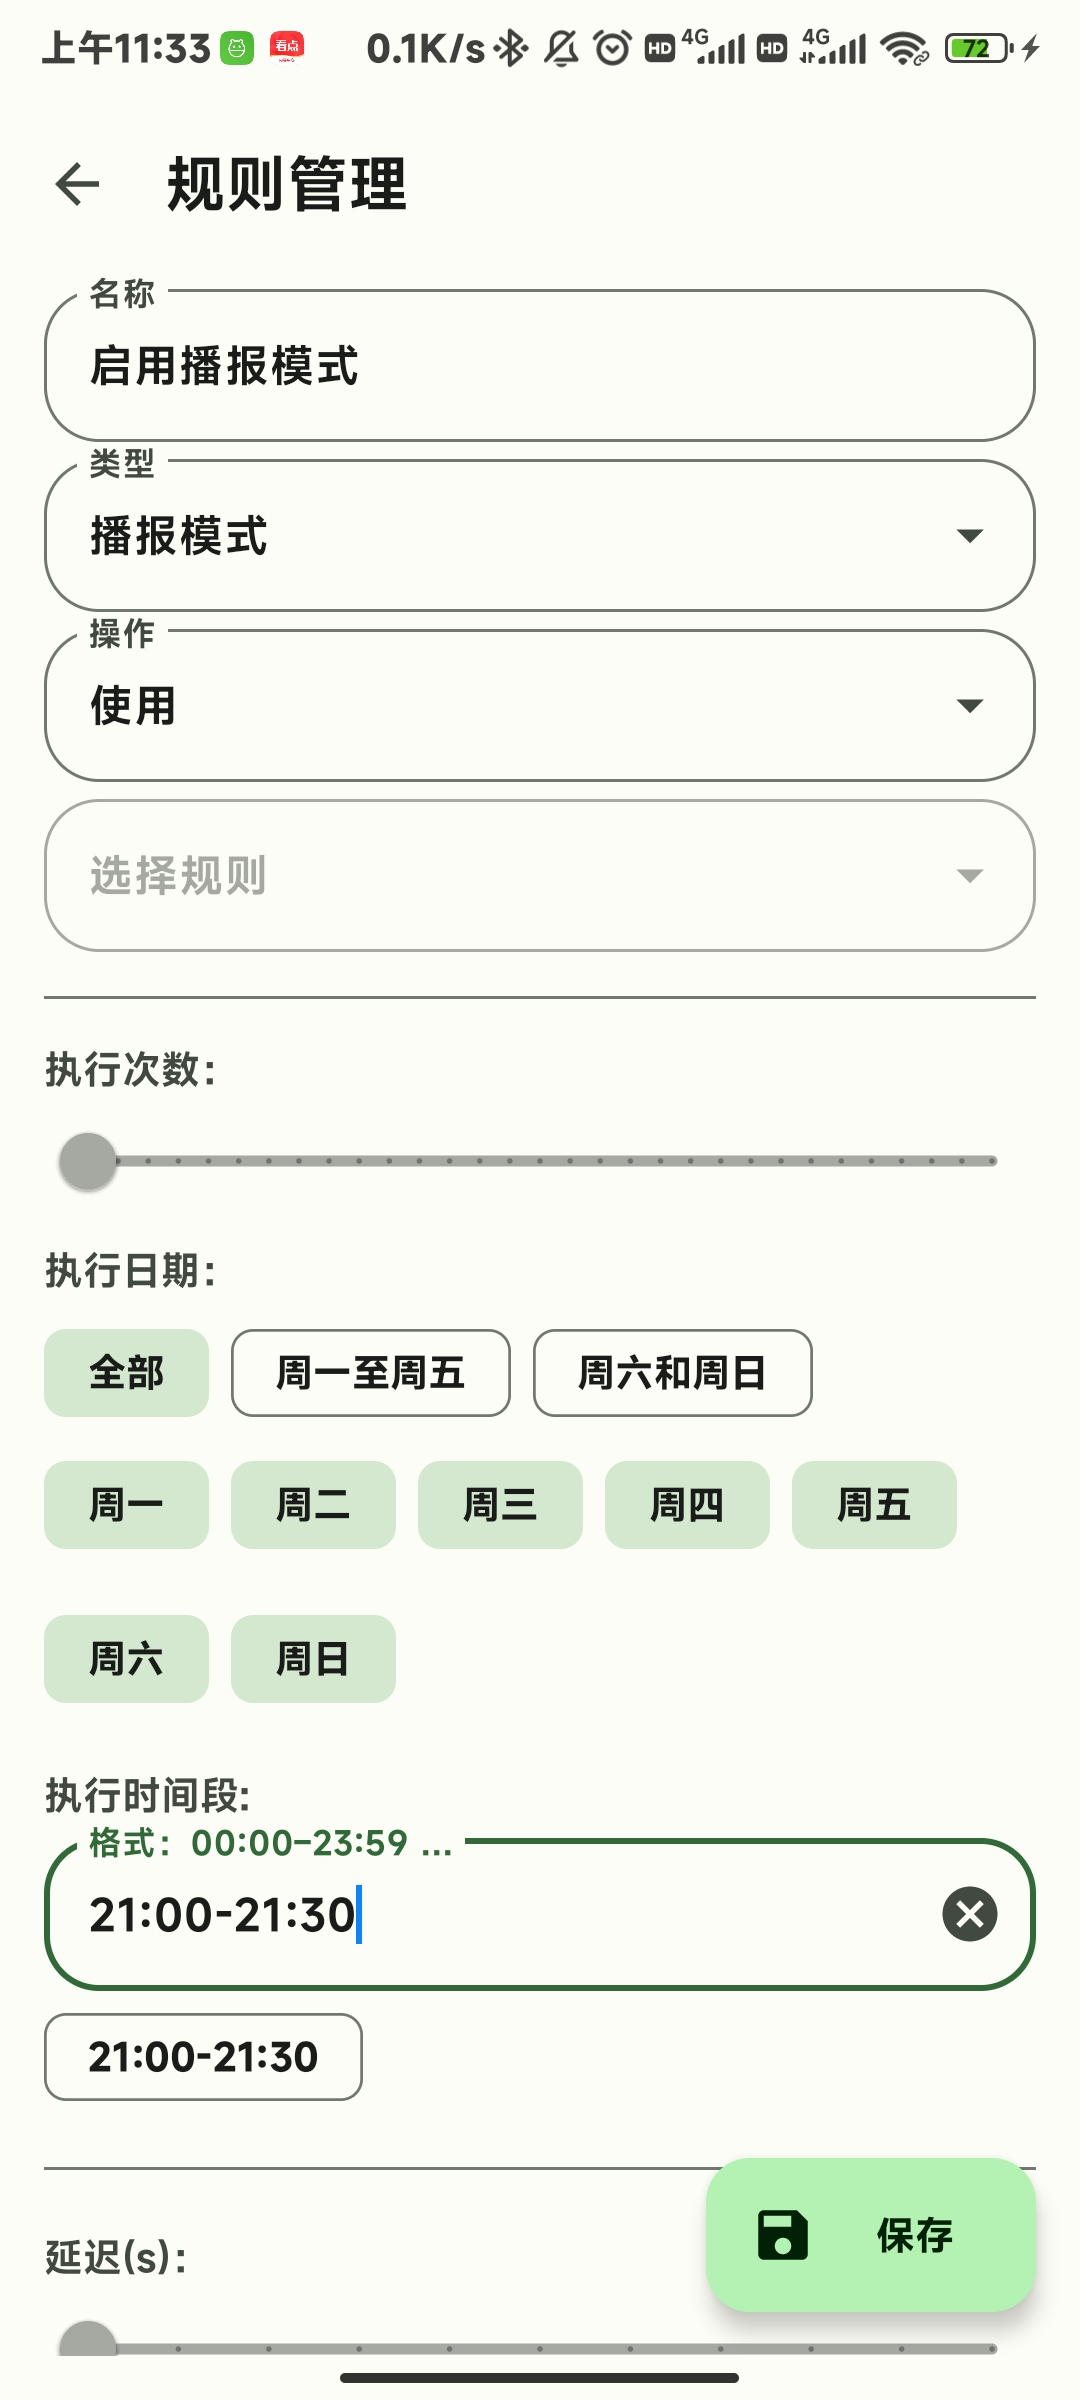 上午11:33 看点 0.1K/s HD 4G HD 4G 72
规则管理
名称
启用播报模式
类型
播报模式
操作
使用
选择规则
执行次数:
执行日期:
全部 周一至周五 周六和周日
周一 周二 周三 周四 周五
周六 周日
执行时间段:
格式: 00:00-23:59 ...
21:00-21:30
21:00-21:30
保存
延迟(s):